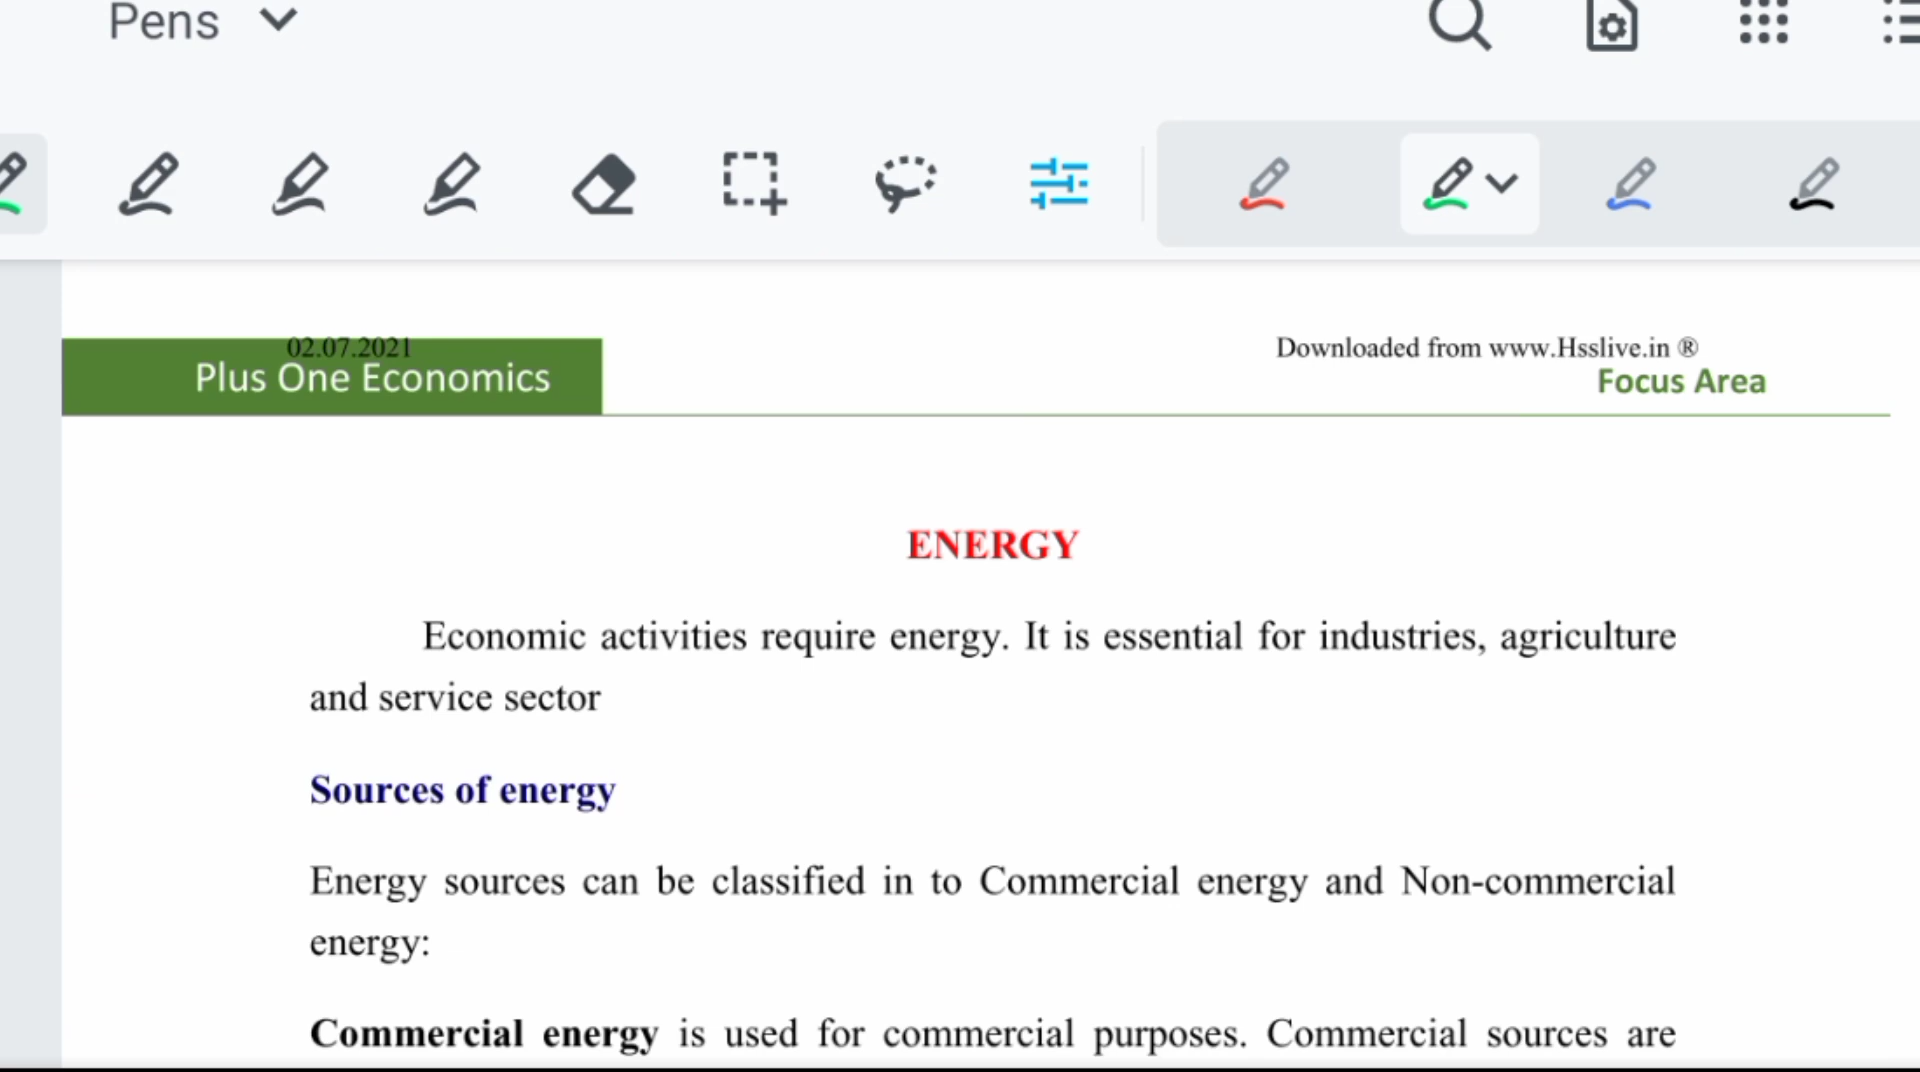 Pens
02.07.2021
Downloaded from www.Hsslive.in ®
Plus One Economics
Focus Area
ENERGY
Economic activities require energy. It is essential for industries, agriculture
and service sector
Sources of energy
Energy sources can be classified in to Commercial energy and Non-commercial
energy:
Commercial energy is used for commercial purposes. Commercial sources are